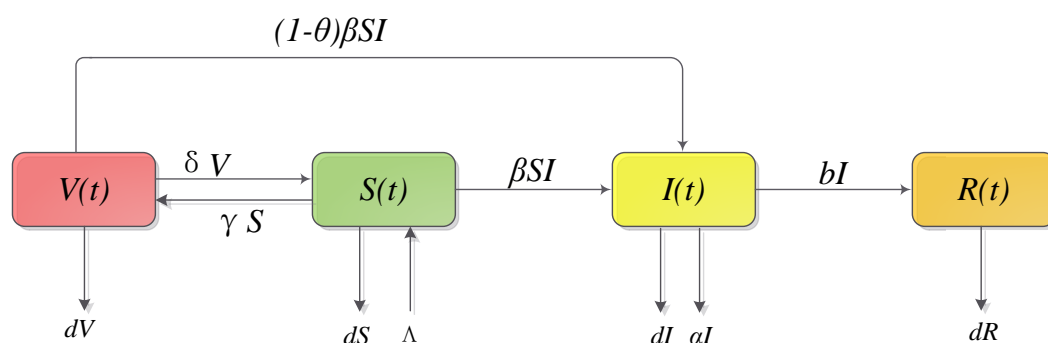 (1-θ)βSI
δ V
V(t)
S(t)
βSI
I(t)
bI
R(t)
γ S
dV
dS
Λ
dI
αI
dR